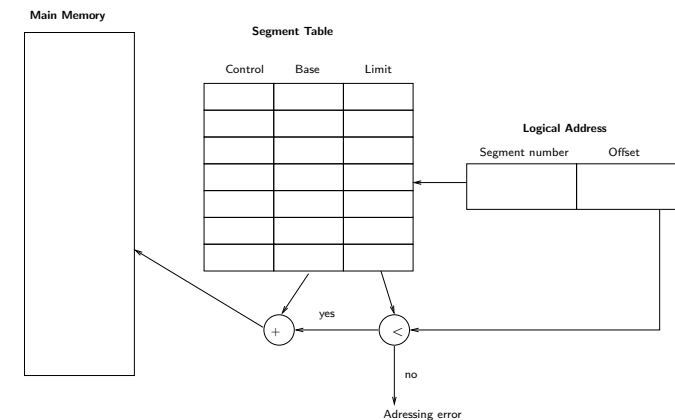 Main Memory
Segment Table
Control Base Limit
Logical Address
Segment number Offset
yes
+ <
no
Adressing error